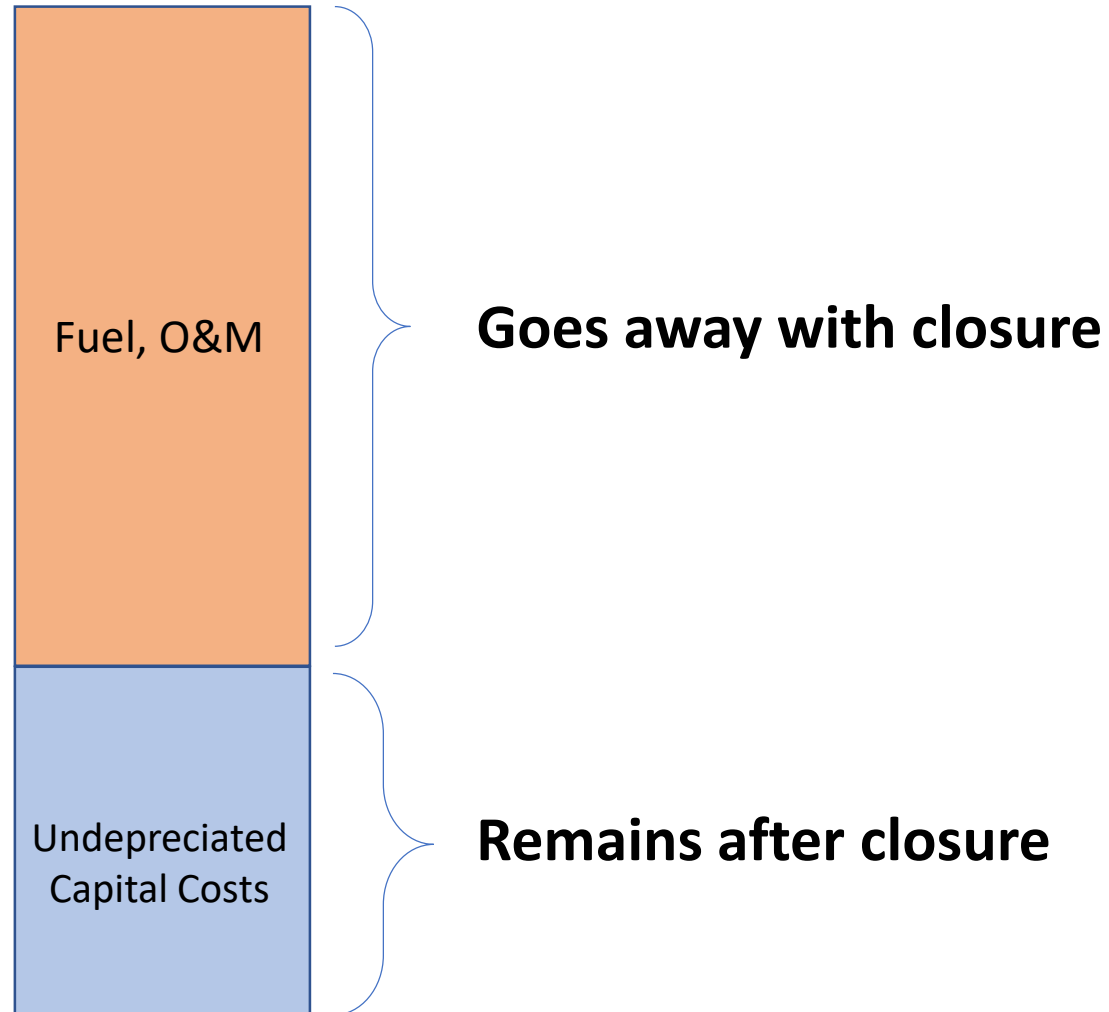 Fuel, O&M
Goes away with closure
Undepreciated
Capital Costs
Remains after closure